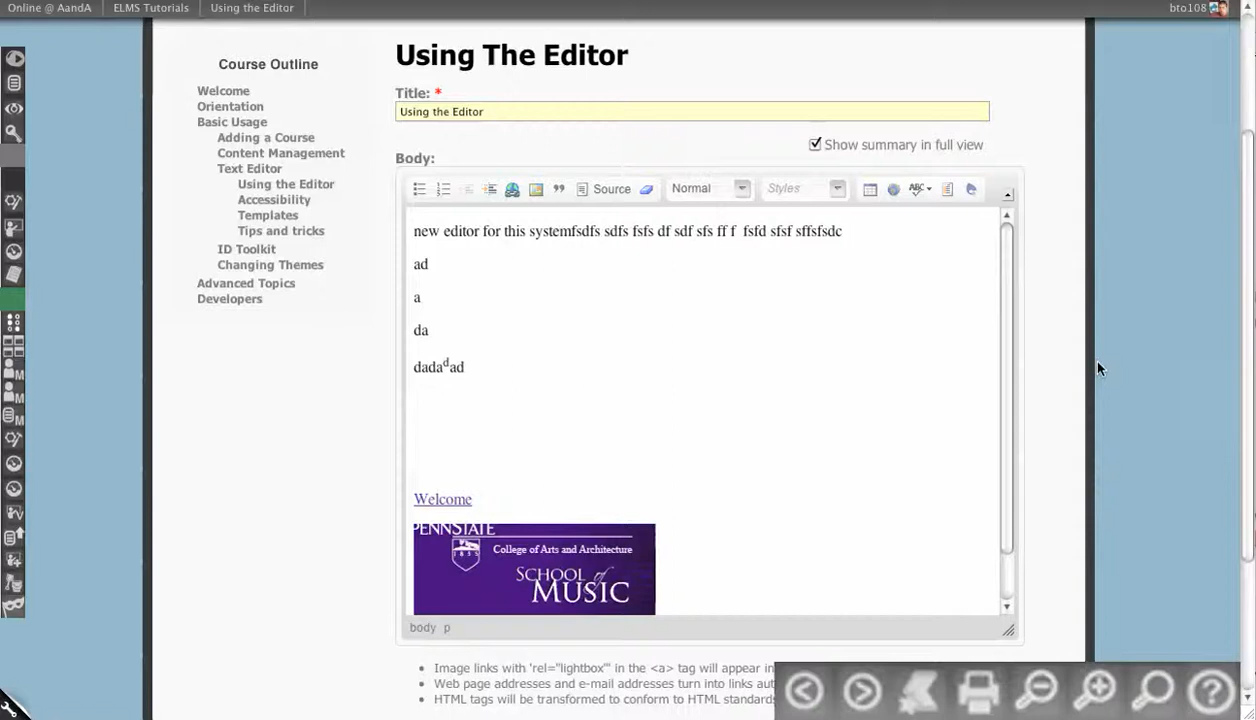 Online @ AandA ELMS Tutorials Using the Editor bto108
Using The Editor
Course Outline
Welcome
Orientation
Basic Usage
Adding a Course
Content Management
Text Editor
Using the Editor
Accessibility
Templates
Tips and tricks
ID Toolkit
Changing Themes
Advanced Topics
Developers
Title: *
Using the Editor
Show summary in full view
Body:
Source Normal Styles ABC
new editor for this systemfsdfs sdfs fsfs df sdf sfs ff f fsfd sfsf sffsfsdc
ad
a
da
dadadad
Welcome
PENNSTATE
1855
College of Arts and Architecture
SCHOOL of
MUSIC
body p
Image links with 'rel="lightbox"' in the <a> tag will appear in
Web page addresses and e-mail addresses turn into links aut
HTML tags will be transformed to conform to HTML standards